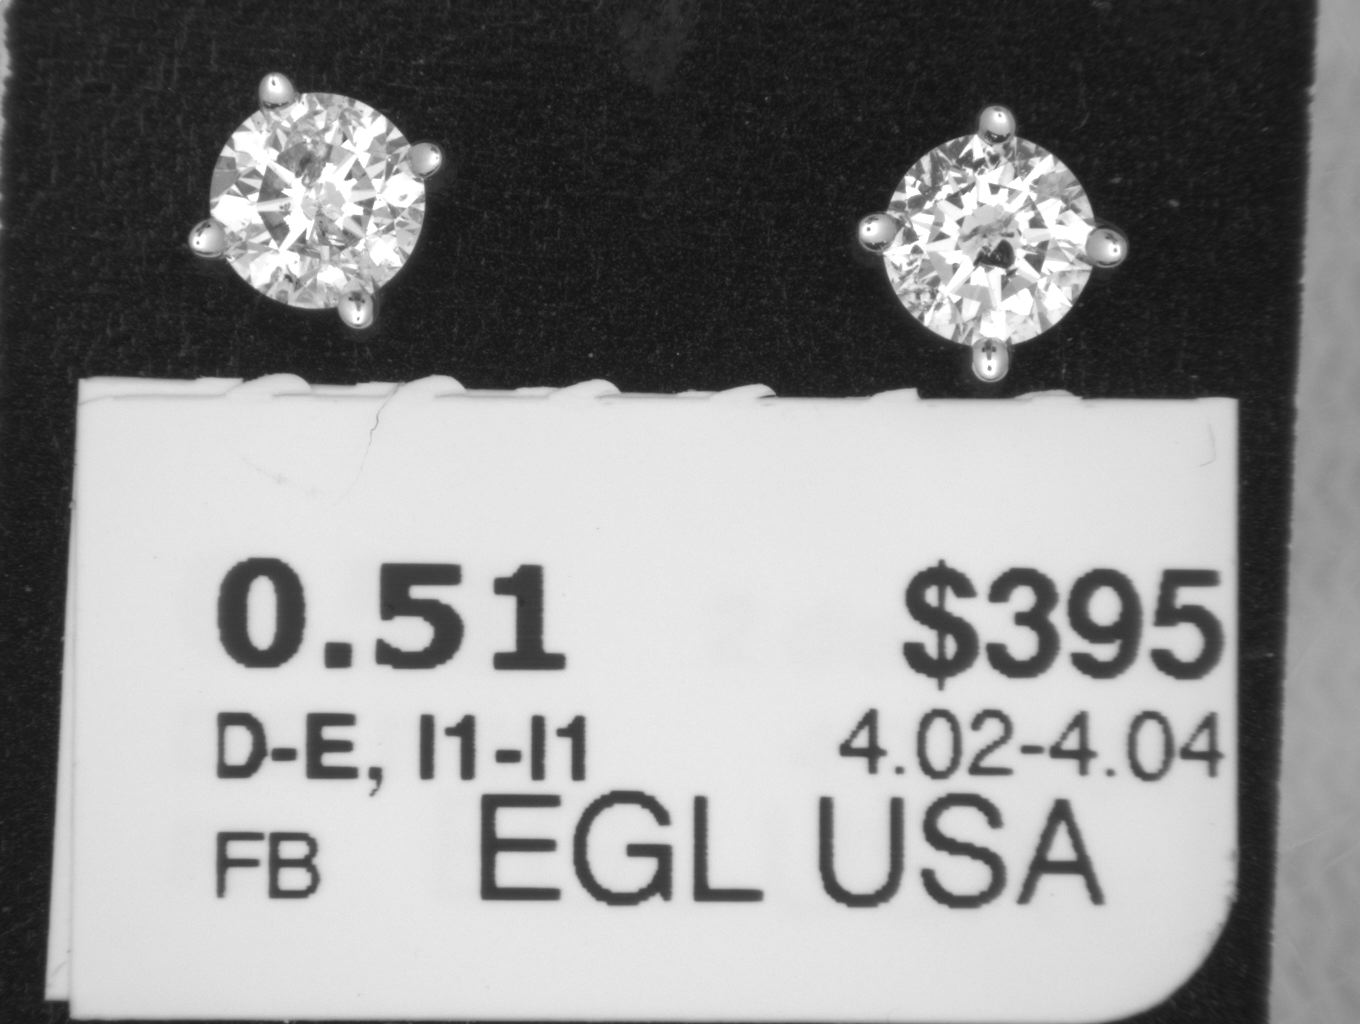 0.51 $395
D-E, I1-I1 4.02-4.04
FB EGL USA